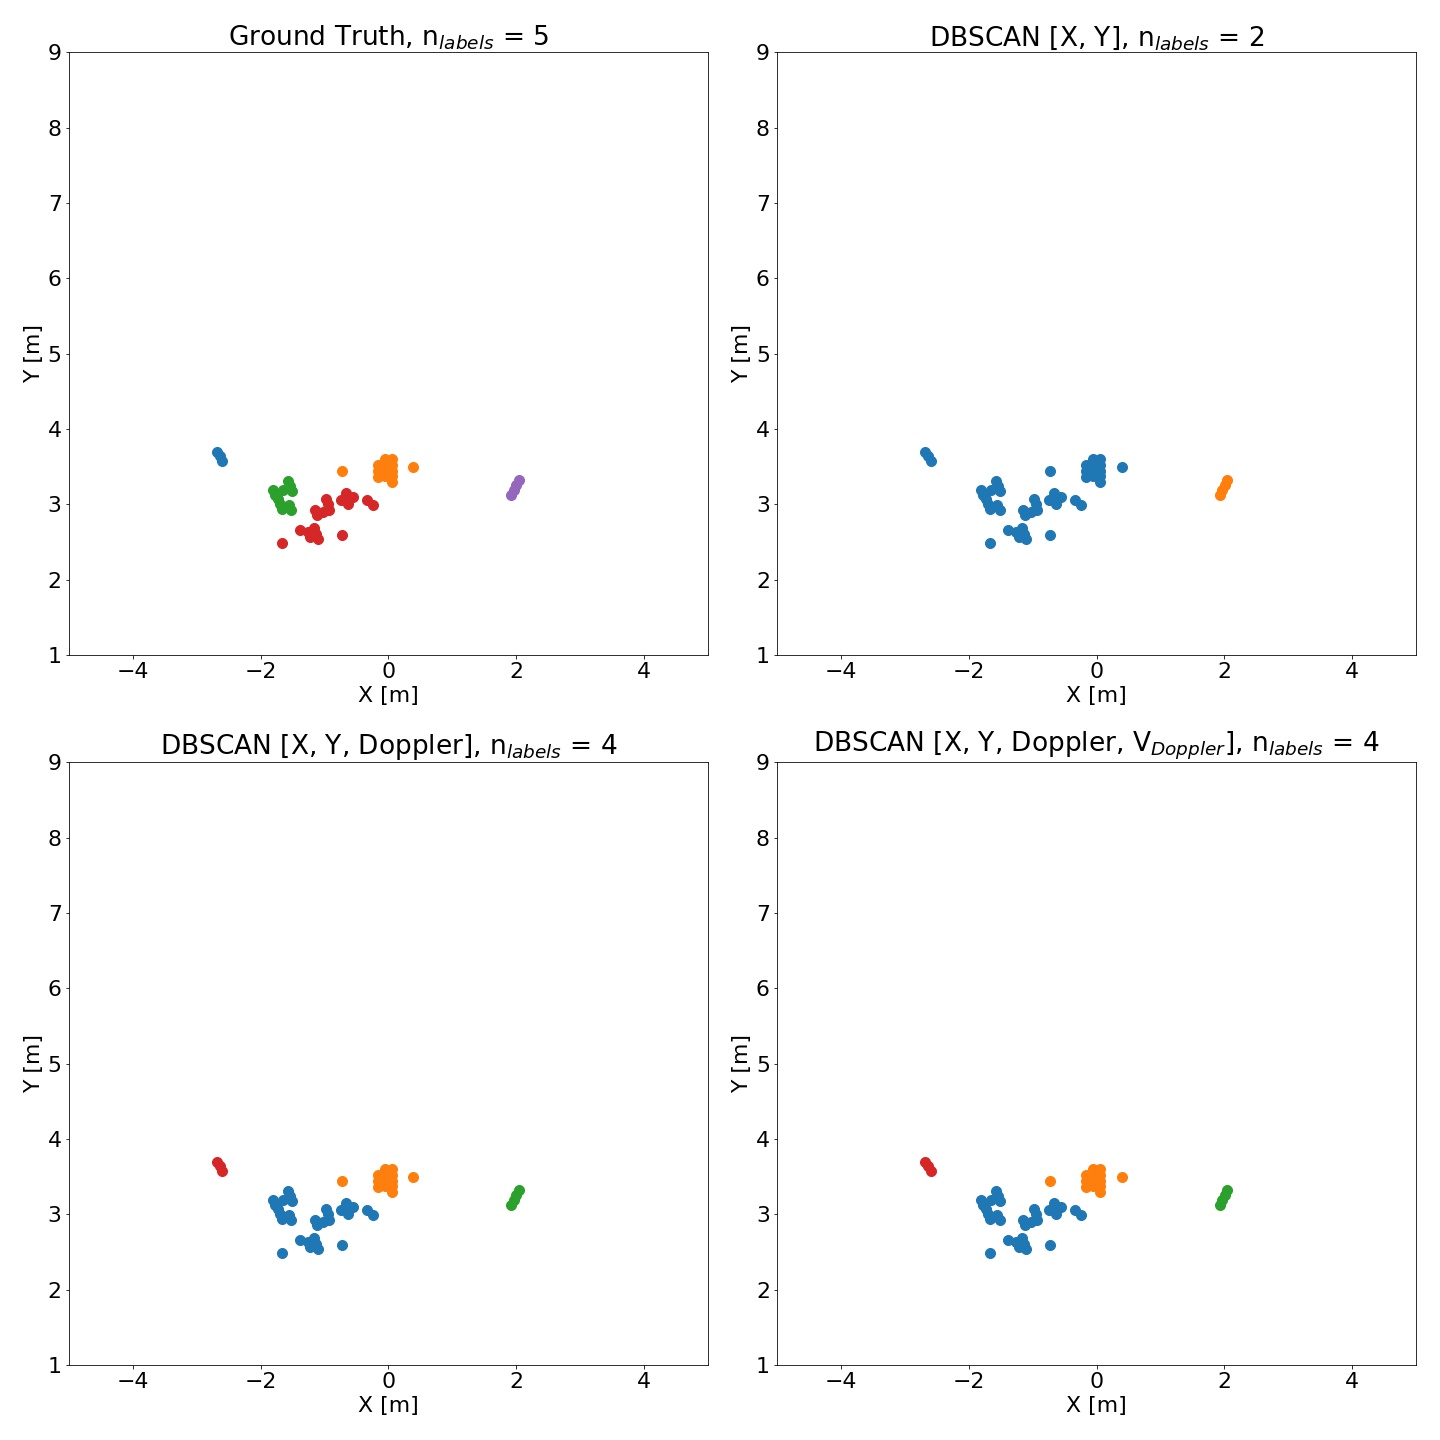 Ground Truth, n_labels = 5
9
8
7
6
5
4
3
2
1
Y [m]
−4 −2 0 2 4
X [m]
DBSCAN [X, Y], n_labels = 2
9
8
7
6
5
4
3
2
1
Y [m]
−4 −2 0 2 4
X [m]
DBSCAN [X, Y, Doppler], n_labels = 4
9
8
7
6
5
4
3
2
1
Y [m]
−4 −2 0 2 4
X [m]
DBSCAN [X, Y, Doppler, V_Doppler], n_labels = 4
9
8
7
6
5
4
3
2
1
Y [m]
−4 −2 0 2 4
X [m]